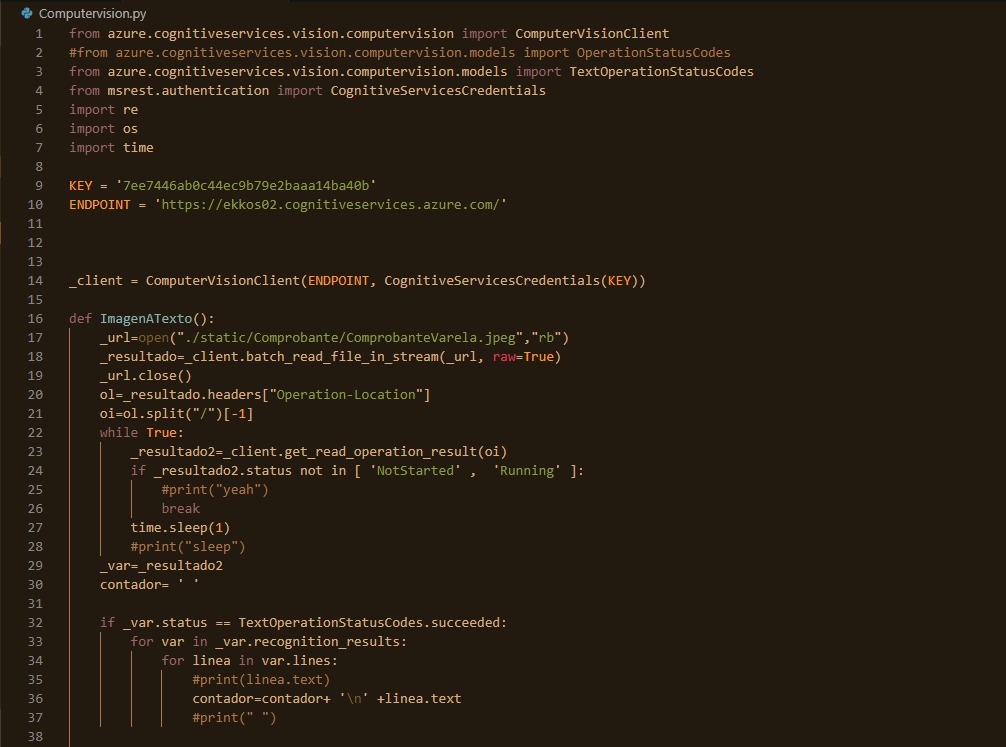 Computervision.py
1 from azure.cognitiveservices.vision.computervision import ComputerVisionClient
2 #from azure.cognitiveservices.vision.computervision.models import OperationStatusCodes
3 from azure.cognitiveservices.vision.computervision.models import TextOperationStatusCodes
4 from msrest.authentication import CognitiveServicesCredentials
5 import re
6 import os
7 import time
8
9 KEY = '7ee7446ab0c44ec9b79e2baaa14ba40b'
10 ENDPOINT = 'https://ekkos02.cognitiveservices.azure.com/'
11
12
13
14 _client = ComputerVisionClient(ENDPOINT, CognitiveServicesCredentials(KEY))
15
16 def ImagenATexto():
17     _url=open("./static/Comprobante/ComprobanteVarela.jpeg","rb")
18     _resultado=_client.batch_read_file_in_stream(_url, raw=True)
19     _url.close()
20     ol=_resultado.headers["Operation-Location"]
21     oi=ol.split("/")[-1]
22     while True:
23         _resultado2=_client.get_read_operation_result(oi)
24         if _resultado2.status not in [ 'NotStarted' ,  'Running' ]:
25             #print("yeah")
26             break
27         time.sleep(1)
28         #print("sleep")
29     _var=_resultado2
30     contador= ' '
31
32     if _var.status == TextOperationStatusCodes.succeeded:
33         for var in _var.recognition_results:
34             for linea in var.lines:
35                 #print(linea.text)
36                 contador=contador+ '\n' +linea.text
37                 #print(" ")
38